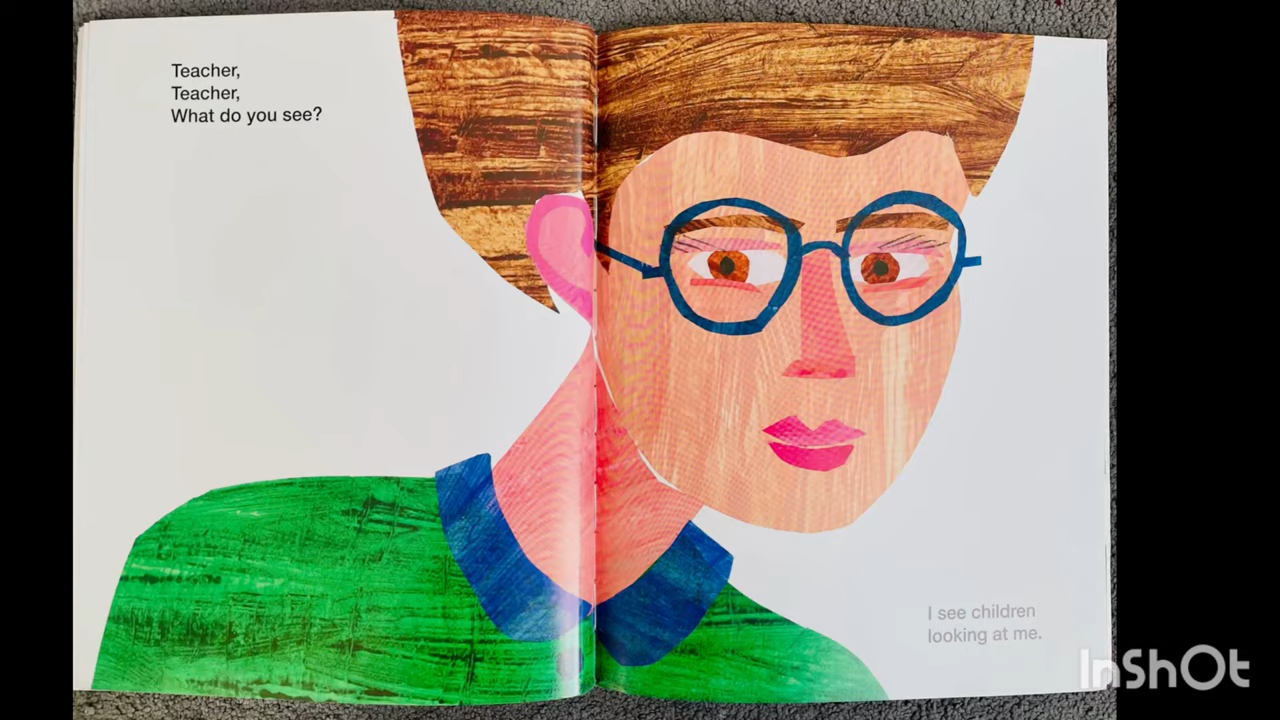 Teacher,
Teacher,
What do you see?
I see children
looking at me.
InShOt